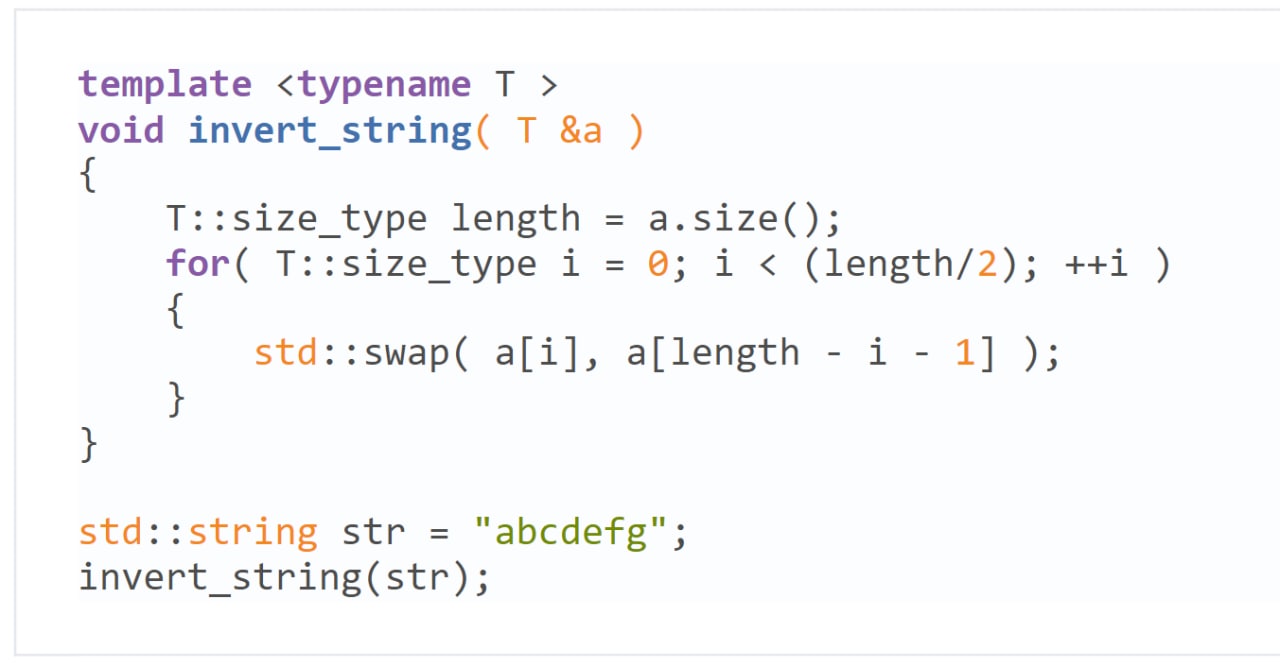 template <typename T >
void invert_string( T &a )
{
    T::size_type length = a.size();
    for( T::size_type i = 0; i < (length/2); ++i )
    {
        std::swap( a[i], a[length - i - 1] );
    }
}

std::string str = "abcdefg";
invert_string(str);